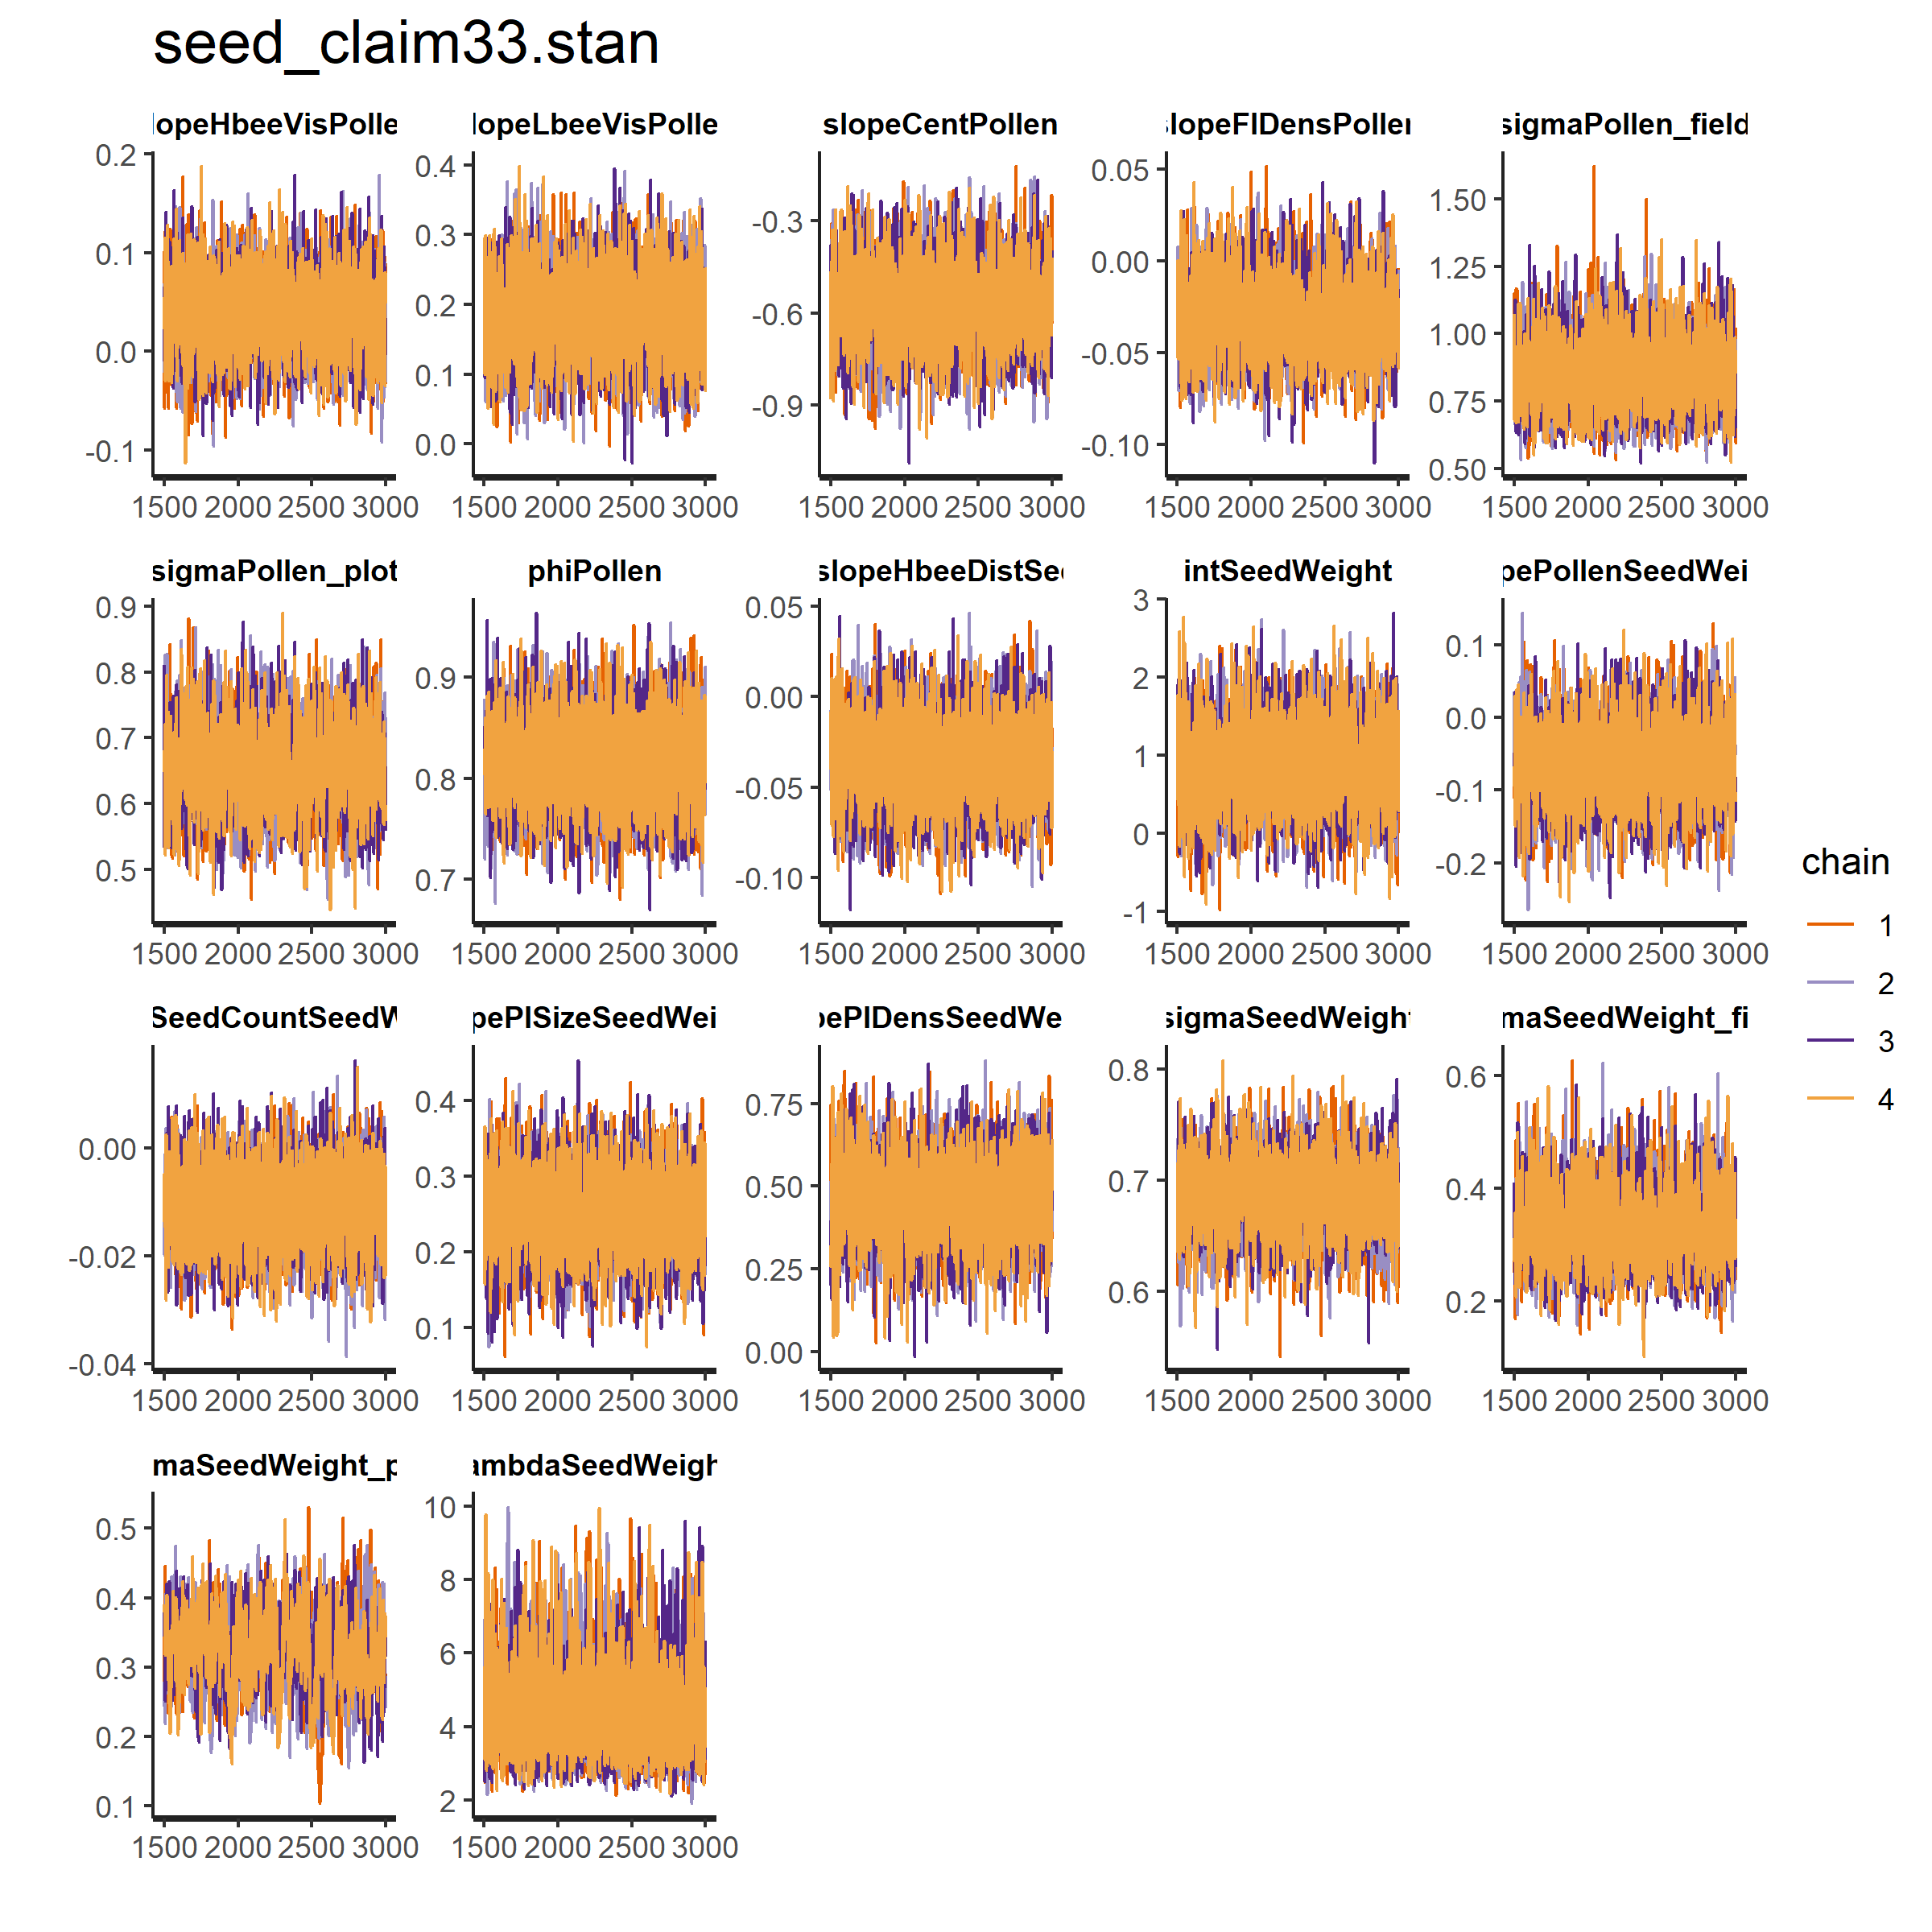 seed_claim33.stan
lopeHbeeVisPolle
lopeLbeeVisPolle
slopeCentPollen
slopeFlDensPollen
sigmaPollen_field
0.2
0.1
0.0
-0.1
0.4
0.3
0.2
0.1
0.0
-0.3
-0.6
-0.9
0.05
0.00
-0.05
-0.10
1.50
1.25
1.00
0.75
0.50
1500 2000 2500 3000
1500 2000 2500 3000
1500 2000 2500 3000
1500 2000 2500 3000
1500 2000 2500 3000
sigmaPollen_plot
phiPollen
slopeHbeeDistSee
intSeedWeight
pePollenSeedWei
0.9
0.8
0.7
0.6
0.5
0.9
0.8
0.7
0.05
0.00
-0.05
-0.10
3
2
1
0
-1
0.1
0.0
-0.1
-0.2
1500 2000 2500 3000
1500 2000 2500 3000
1500 2000 2500 3000
1500 2000 2500 3000
1500 2000 2500 3000
SeedCountSeedW
pePlSizeSeedWei
pePlDensSeedWe
sigmaSeedWeight
maSeedWeight_fi
0.00
-0.02
-0.04
0.4
0.3
0.2
0.1
0.75
0.50
0.25
0.00
0.8
0.7
0.6
0.6
0.4
0.2
1500 2000 2500 3000
1500 2000 2500 3000
1500 2000 2500 3000
1500 2000 2500 3000
1500 2000 2500 3000
maSeedWeight_p
ambdaSeedWeigh
0.5
0.4
0.3
0.2
0.1
10
8
6
4
2
1500 2000 2500 3000
1500 2000 2500 3000
chain
1
2
3
4